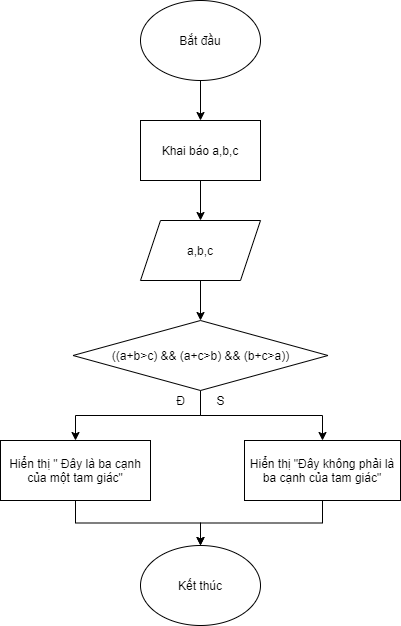 Bắt đầu
Khai báo a,b,c
a,b,c
((a+b>c) && (a+c>b) && (b+c>a))
Đ
S
Hiển thị " Đây là ba cạnh
của một tam giác"
Hiển thị "Đây không phải là
ba cạnh của tam giác"
Kết thúc